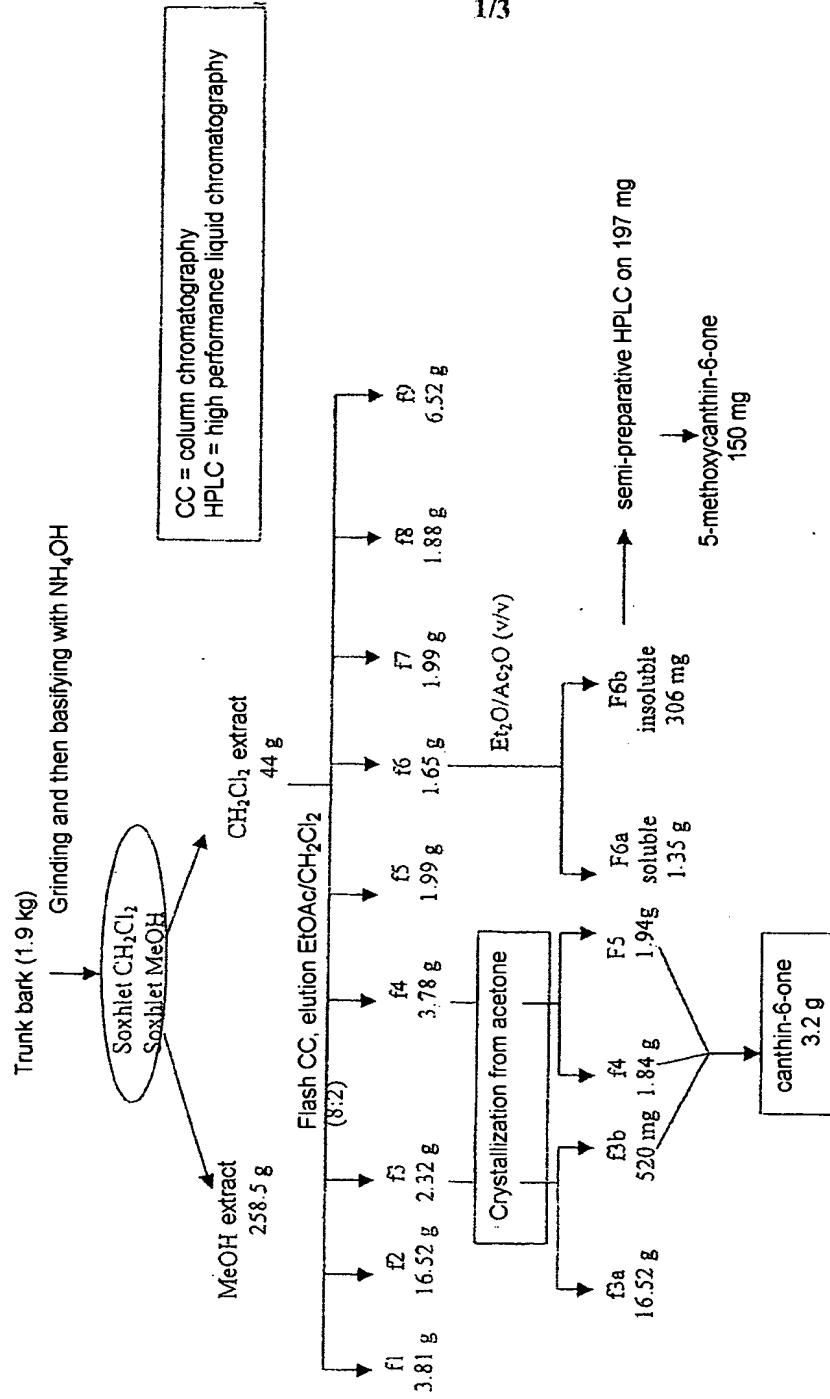 1/3
Trunk bark (1.9 kg)
Grinding and then basifying with NH₄OH
Soxhlet CH₂Cl₂
Soxhlet MeOH
CC = column chromatography
HPLC = high performance liquid chromatography
MeOH extract
258.5 g
CH₂Cl₂ extract
44 g
Flash CC, elution EtOAc/CH₂Cl₂
(8:2)
f1
3.81 g
f2
16.52 g
f3
2.32 g
f4
3.78 g
f5
1.99 g
f6
1.65 g
f7
1.99 g
f8
1.88 g
f9
6.52 g
Crystallization from acetone
Et₂O/Ac₂O (v/v)
f3a
16.52 g
f3b
520 mg
f4
1.84 g
F5
1.94g
F6a
soluble
1.35 g
F6b
insoluble
306 mg
semi-preparative HPLC on 197 mg
5-methoxycanthin-6-one
150 mg
canthin-6-one
3.2 g